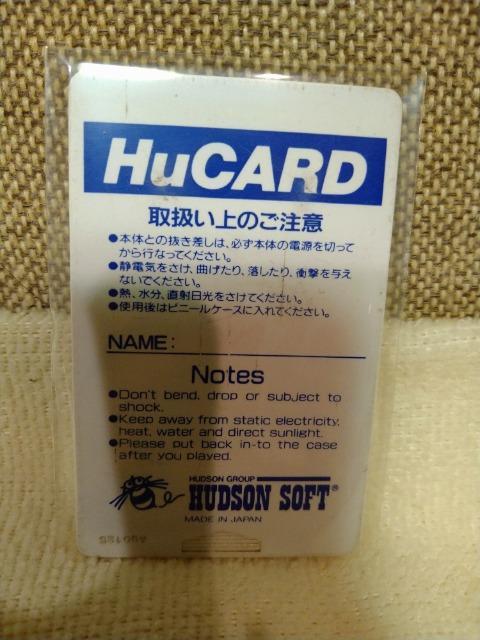 HuCARD
取扱い上のご注意
●本体との抜き差しは、必ず本体の電源を切って
から行なってください。
●静電気をさけ、曲げたり、落したり、衝撃を与え
ないでください。
●熱、水分、直射日光をさけてください。
●使用後はビニールケースに入れてください。
NAME:
Notes
●Don't bend, drop or subject to
shock.
●Keep away from static electricity,
heat, water and direct sunlight.
●Please put back in-to the case
after you played.
HUDSON GROUP
HUDSON SOFT®
MADE IN JAPAN